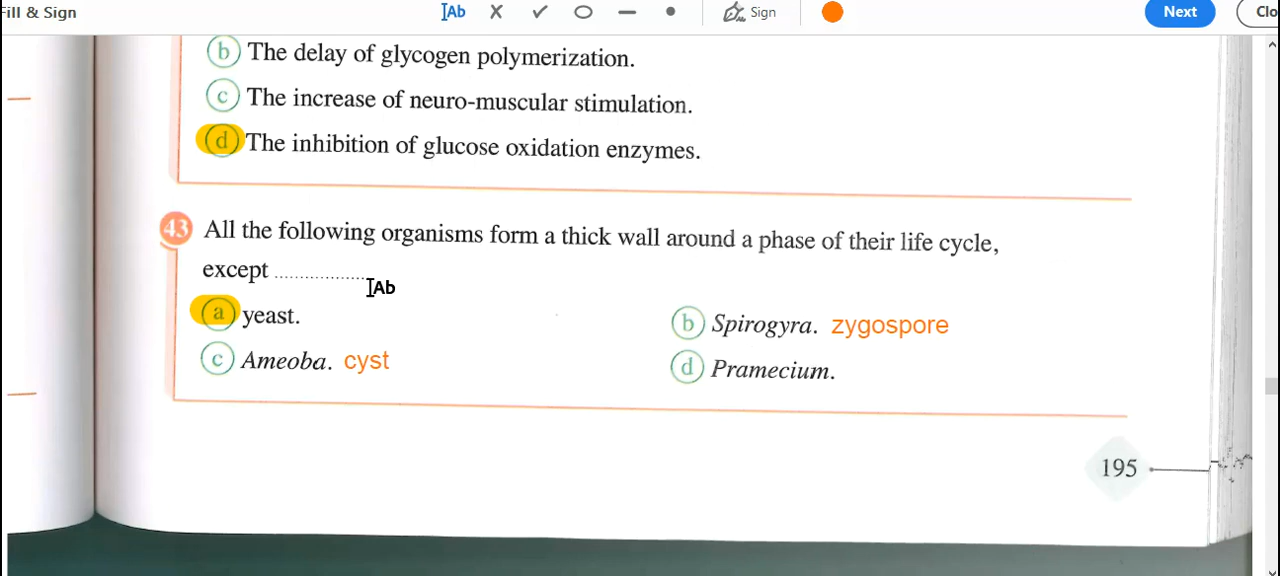 Fill & Sign Ab Sign Next Clo
b The delay of glycogen polymerization.
c The increase of neuro-muscular stimulation.
d The inhibition of glucose oxidation enzymes.
43 All the following organisms form a thick wall around a phase of their life cycle,
except .................. Ab
a yeast. b Spirogyra. zygospore
c Ameoba. cyst d Pramecium.
195